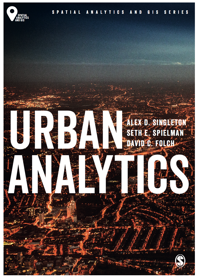 SPATIAL ANALYTICS AND GIS SERIES
URBAN
ANALYTICS
ALEX D. SINGLETON
SETH E. SPIELMAN
DAVID C. FOLCH